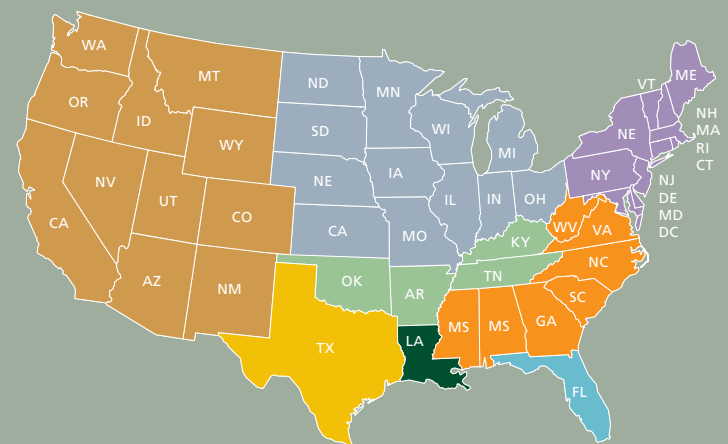 WA
MT
ND
MN
VT
ME
OR
ID
SD
WI
MI
NE
NH
MA
RI
CT
WY
NV
UT
CO
NE
IA
IL
IN
OH
NY
NJ
DE
MD
DC
CA
CA
MO
KY
WV
VA
AZ
NM
OK
AR
TN
NC
SC
TX
LA
MS
MS
GA
FL